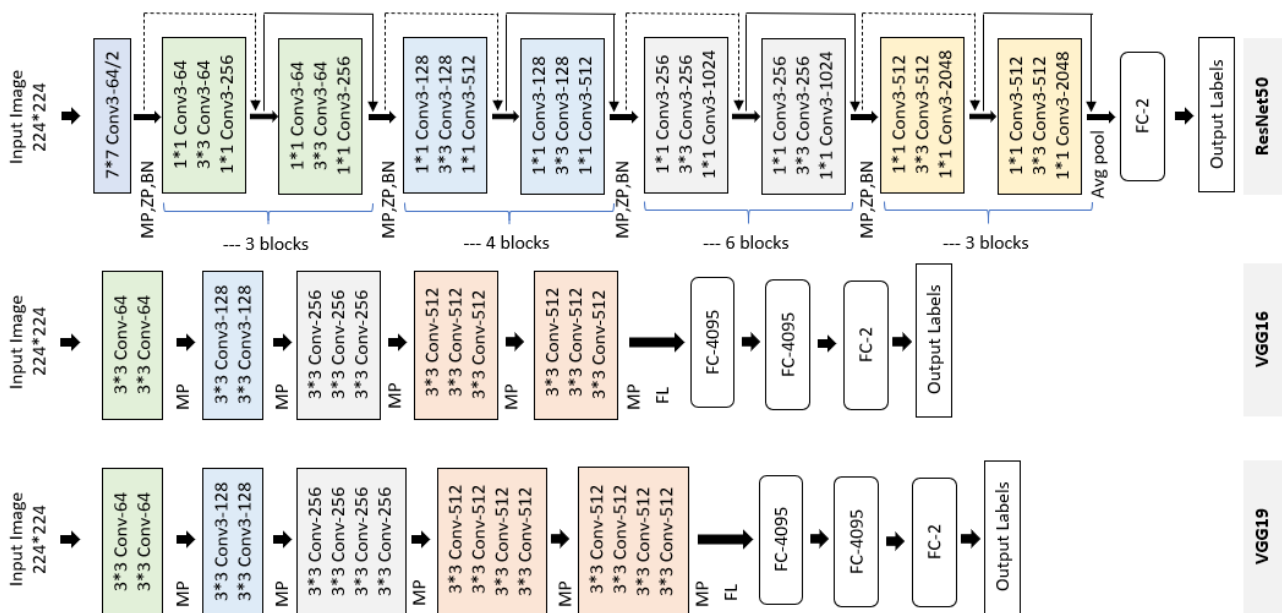 Input Image
224*224
7*7 Conv3-64/2
MP,ZP,BN
1*1 Conv3-64
3*3 Conv3-64
1*1 Conv3-256
1*1 Conv3-64
3*3 Conv3-64
1*1 Conv3-256
--- 3 blocks
MP,ZP,BN
1*1 Conv3-128
3*3 Conv3-128
1*1 Conv3-512
1*1 Conv3-128
3*3 Conv3-128
1*1 Conv3-512
--- 4 blocks
MP,ZP,BN
1*1 Conv3-256
3*3 Conv3-256
1*1 Conv3-1024
1*1 Conv3-256
3*3 Conv3-256
1*1 Conv3-1024
--- 6 blocks
MP,ZP,BN
1*1 Conv3-512
3*3 Conv3-512
1*1 Conv3-2048
1*1 Conv3-512
3*3 Conv3-512
1*1 Conv3-2048
--- 3 blocks
Avg pool
FC-2
Output Labels
ResNet50
Input Image
224*224
3*3 Conv-64
3*3 Conv-64
MP
3*3 Conv3-128
3*3 Conv3-128
MP
3*3 Conv-256
3*3 Conv-256
3*3 Conv-256
MP
3*3 Conv-512
3*3 Conv-512
3*3 Conv-512
MP
3*3 Conv-512
3*3 Conv-512
3*3 Conv-512
MP
FL
FC-4095
FC-4095
FC-2
Output Labels
VGG16
Input Image
224*224
3*3 Conv-64
3*3 Conv-64
MP
3*3 Conv3-128
3*3 Conv3-128
MP
3*3 Conv-256
3*3 Conv-256
3*3 Conv-256
3*3 Conv-256
MP
3*3 Conv-512
3*3 Conv-512
3*3 Conv-512
3*3 Conv-512
MP
3*3 Conv-512
3*3 Conv-512
3*3 Conv-512
3*3 Conv-512
MP
FL
FC-4095
FC-4095
FC-2
Output Labels
VGG19